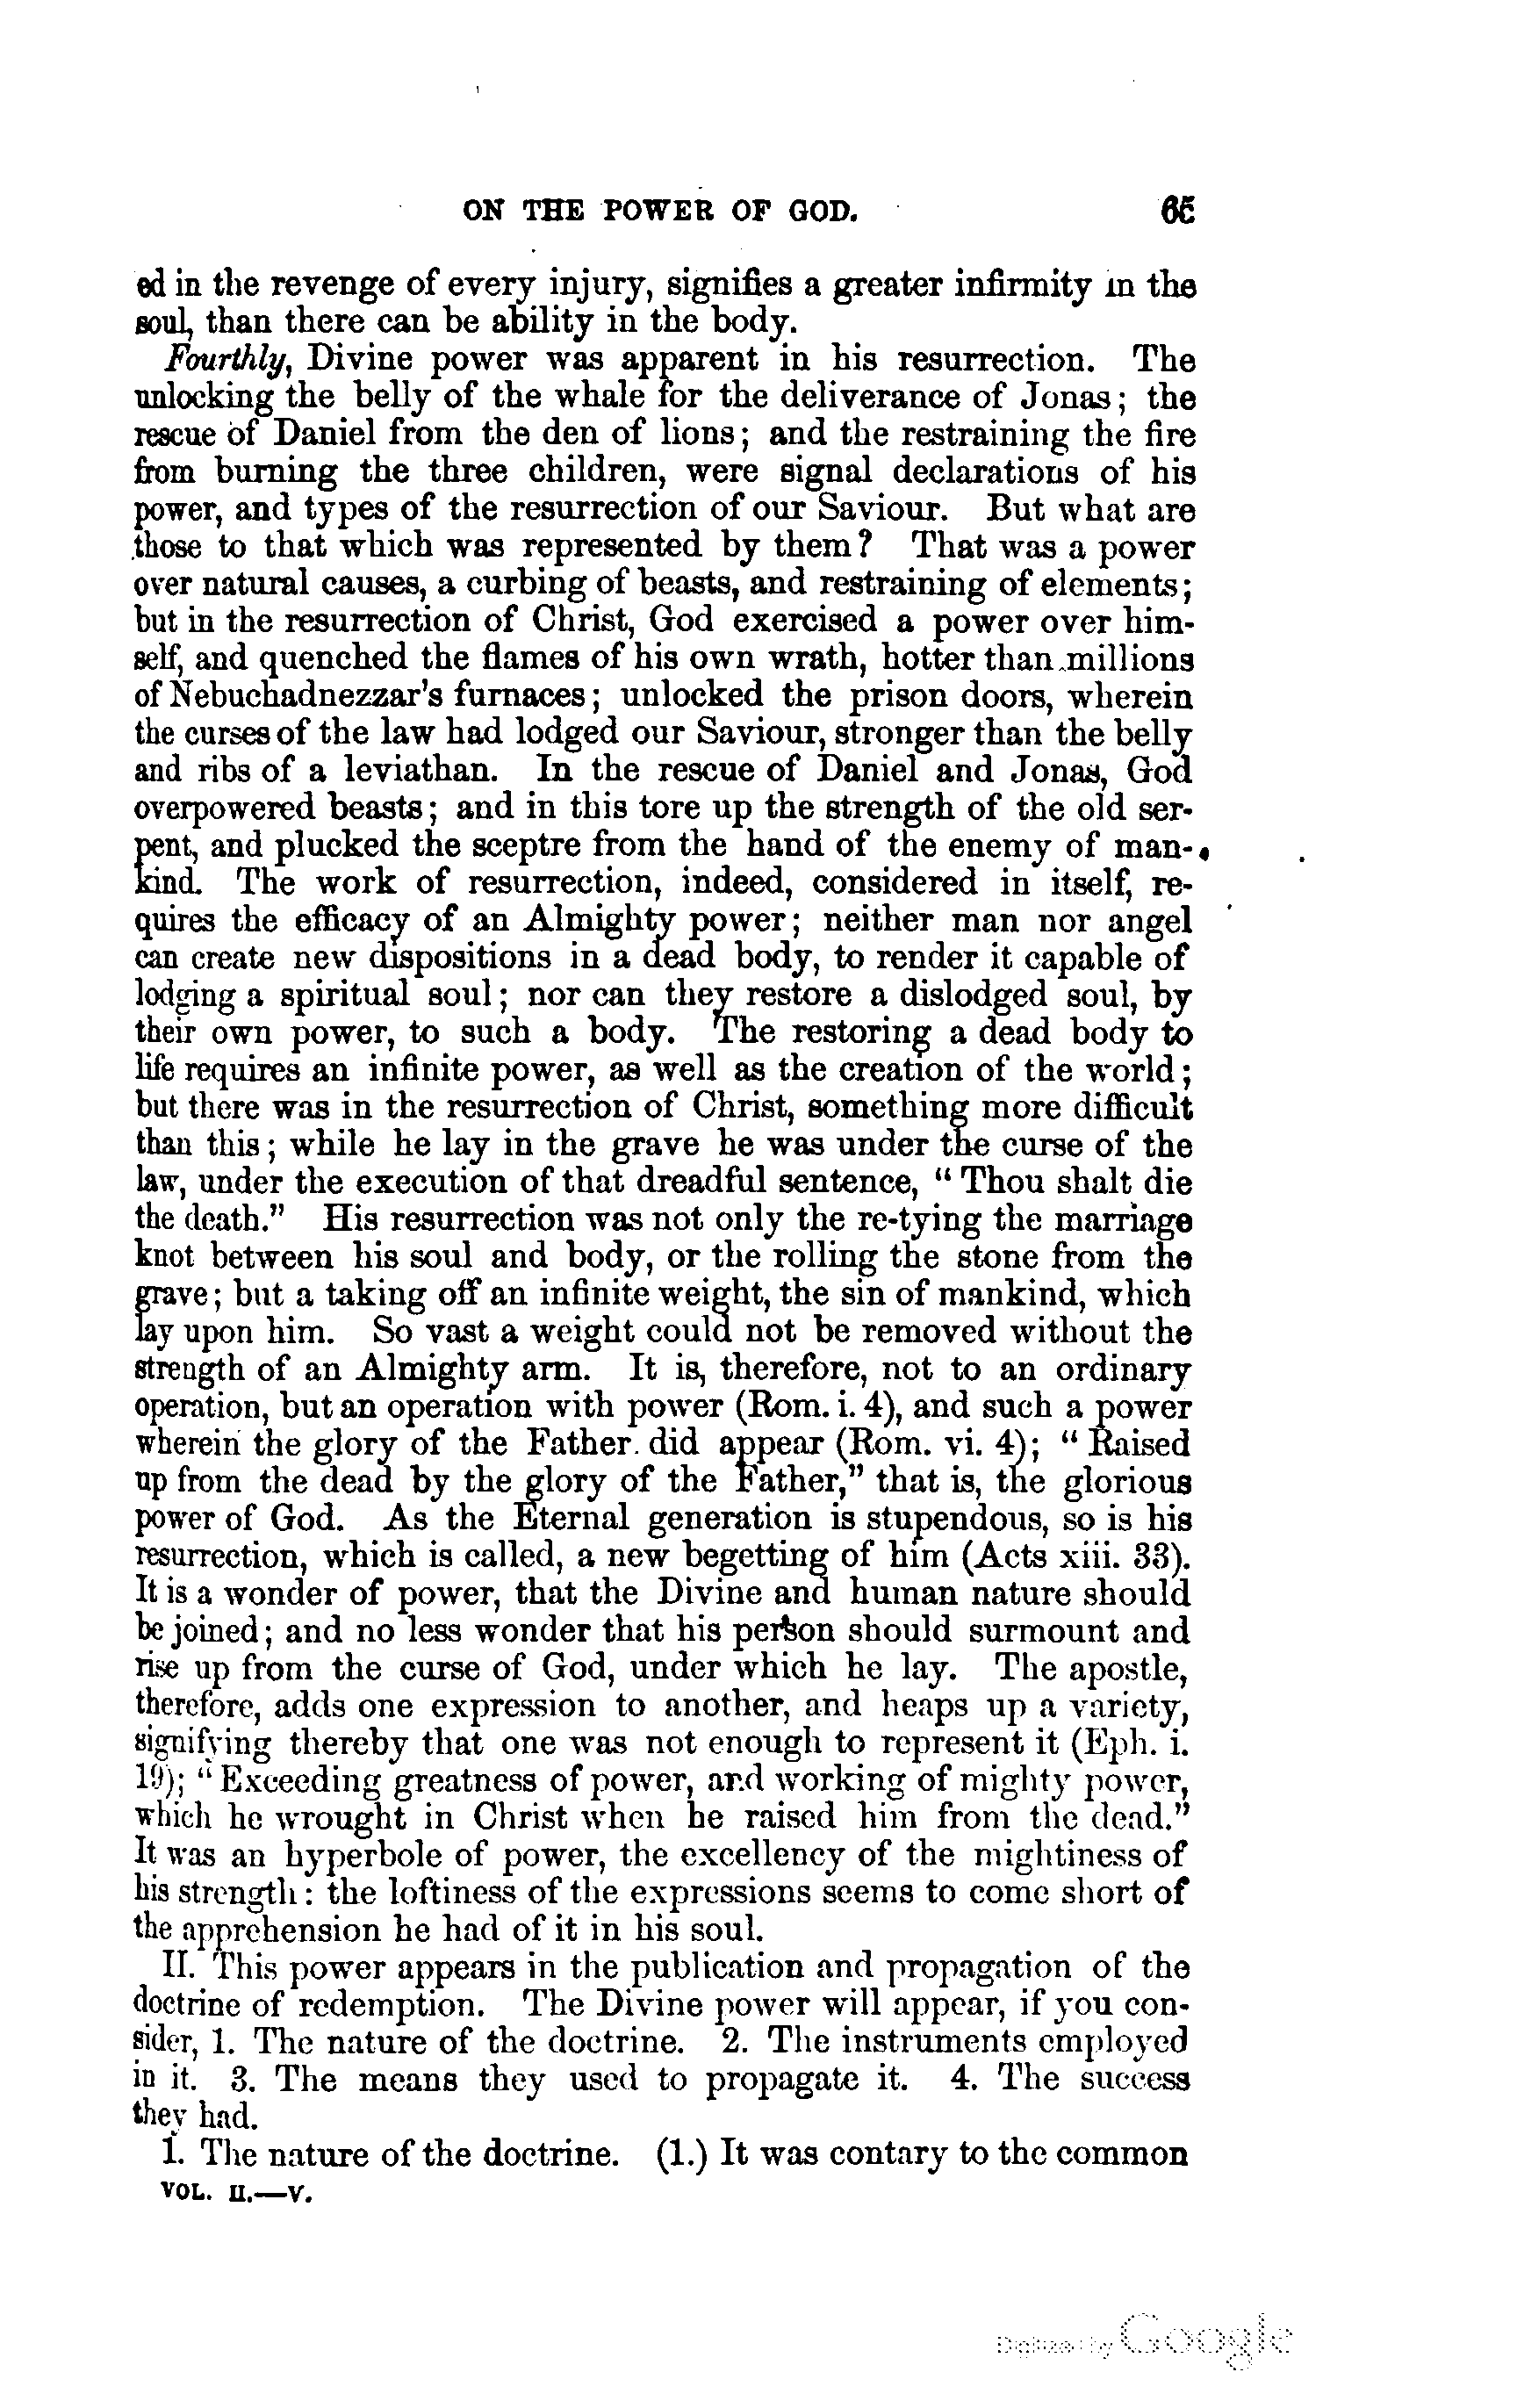 ON THE POWER OF GOD. 65
ed in the revenge of every injury, signifies a greater infirmity in the
soul, than there can be ability in the body.
Fourthly, Divine power was apparent in his resurrection. The
unlocking the belly of the whale for the deliverance of Jonas; the
rescue of Daniel from the den of lions; and the restraining the fire
from burning the three children, were signal declarations of his
power, and types of the resurrection of our Saviour. But what are
those to that which was represented by them? That was a power
over natural causes, a curbing of beasts, and restraining of elements;
but in the resurrection of Christ, God exercised a power over him-
self, and quenched the flames of his own wrath, hotter than millions
of Nebuchadnezzar's furnaces; unlocked the prison doors, wherein
the curses of the law had lodged our Saviour, stronger than the belly
and ribs of a leviathan. In the rescue of Daniel and Jonas, God
overpowered beasts; and in this tore up the strength of the old ser-
pent, and plucked the sceptre from the hand of the enemy of man-
kind. The work of resurrection, indeed, considered in itself, re-
quires the efficacy of an Almighty power; neither man nor angel
can create new dispositions in a dead body, to render it capable of
lodging a spiritual soul; nor can they restore a dislodged soul, by
their own power, to such a body. The restoring a dead body to
life requires an infinite power, as well as the creation of the world;
but there was in the resurrection of Christ, something more difficult
than this; while he lay in the grave he was under the curse of the
law, under the execution of that dreadful sentence, "Thou shalt die
the death." His resurrection was not only the re-tying the marriage
knot between his soul and body, or the rolling the stone from the
grave; but a taking off an infinite weight, the sin of mankind, which
lay upon him. So vast a weight could not be removed without the
strength of an Almighty arm. It is, therefore, not to an ordinary
operation, but an operation with power (Rom. i. 4), and such a power
wherein the glory of the Father did appear (Rom. vi. 4); "Raised
up from the dead by the glory of the Father," that is, the glorious
power of God. As the Eternal generation is stupendous, so is his
resurrection, which is called, a new begetting of him (Acts xiii. 33).
It is a wonder of power, that the Divine and human nature should
be joined; and no less wonder that his person should surmount and
rise up from the curse of God, under which he lay. The apostle,
therefore, adds one expression to another, and heaps up a variety,
signifying thereby that one was not enough to represent it (Eph. i.
19); "Exceeding greatness of power, and working of mighty power,
which he wrought in Christ when he raised him from the dead."
It was an hyperbole of power, the excellency of the mightiness of
his strength: the loftiness of the expressions seems to come short of
the apprehension he had of it in his soul.
II. This power appears in the publication and propagation of the
doctrine of redemption. The Divine power will appear, if you con-
sider, 1. The nature of the doctrine. 2. The instruments employed
in it. 3. The means they used to propagate it. 4. The success
they had.
1. The nature of the doctrine. (1.) It was contary to the common
VOL. II.—V.
Digitized by Google